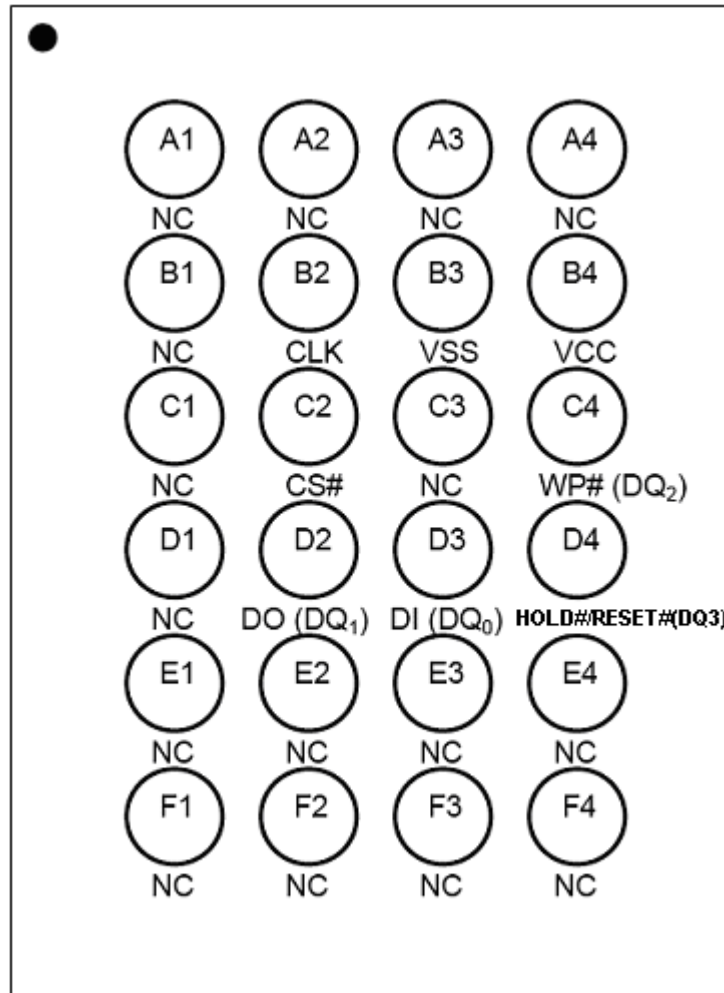 A1 A2 A3 A4
NC NC NC NC
B1 B2 B3 B4
NC CLK VSS VCC
C1 C2 C3 C4
NC CS# NC WP# (DQ₂)
D1 D2 D3 D4
NC DO (DQ₁) DI (DQ₀) HOLD#/RESET#(DQ3)
E1 E2 E3 E4
NC NC NC NC
F1 F2 F3 F4
NC NC NC NC